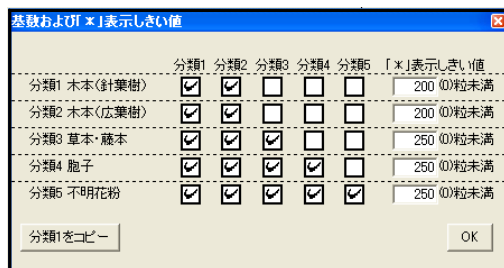 基数および「*」表示しきい値
分類1 分類2 分類3 分類4 分類5 「*」表示しきい値
分類1 木本(針葉樹) 200 (0)粒未満
分類2 木本(広葉樹) 200 (0)粒未満
分類3 草本・藤本 250 (0)粒未満
分類4 胞子 250 (0)粒未満
分類5 不明花粉 250 (0)粒未満
分類1をコピー OK